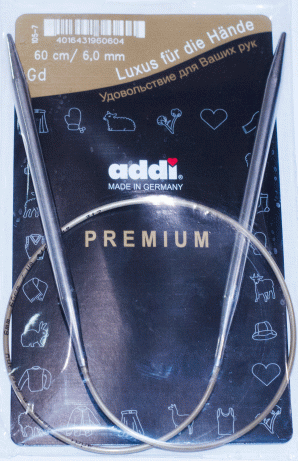 105-7
4016431960604
60 cm/ 6,0 mm
Gd
Luxus für die Hände
Удовольствие для Ваших рук
addi®
MADE IN GERMANY
PREMIUM